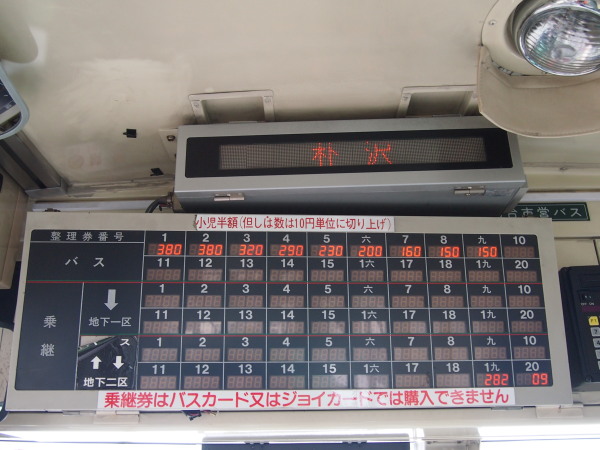 朴沢
小児半額(但しは数は10円単位に切り上げ)
台市営バス
整理券番号 1 2 3 4 5 六 7 8 九 10
バス 380 380 320 290 230 200 160 150 150
11 12 13 14 15 1六 17 18 1九 20
乗継
地下一区 1 2 3 4 5 六 7 8 九 10
11 12 13 14 15 1六 17 18 1九 20
ス 1 2 3 4 5 六 7 8 九 10
地下二区 11 12 13 14 15 1六 17 18 1九 20
282 09
乗継券はバスカード又はジョイカードでは購入できません